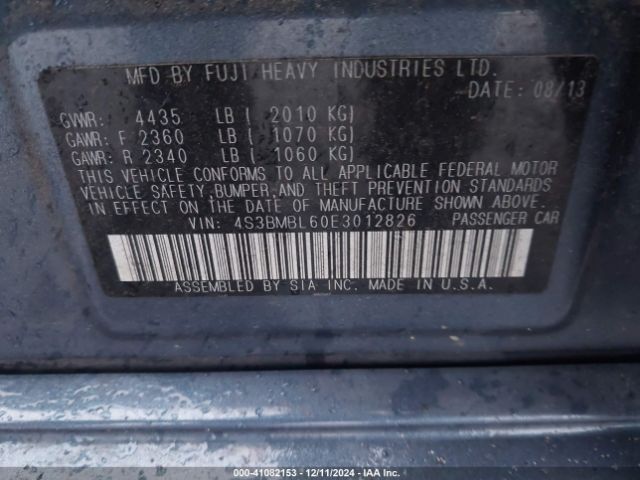 MFD BY FUJI HEAVY INDUSTRIES LTD.
DATE: 08/13
GVWR: 4435 LB ( 2010 KG)
GAWR: F 2360 LB ( 1070 KG)
GAWR: R 2340 LB ( 1060 KG)
THIS VEHICLE CONFORMS TO ALL APPLICABLE FEDERAL MOTOR
VEHICLE SAFETY, BUMPER, AND THEFT PREVENTION STANDARDS
IN EFFECT ON THE DATE OF MANUFACTURE SHOWN ABOVE.
VIN: 4S3BMBL60E3012826 PASSENGER CAR
ASSEMBLED BY SIA INC. MADE IN U.S.A.
000-41082153 - 12/11/2024 - IAA Inc.